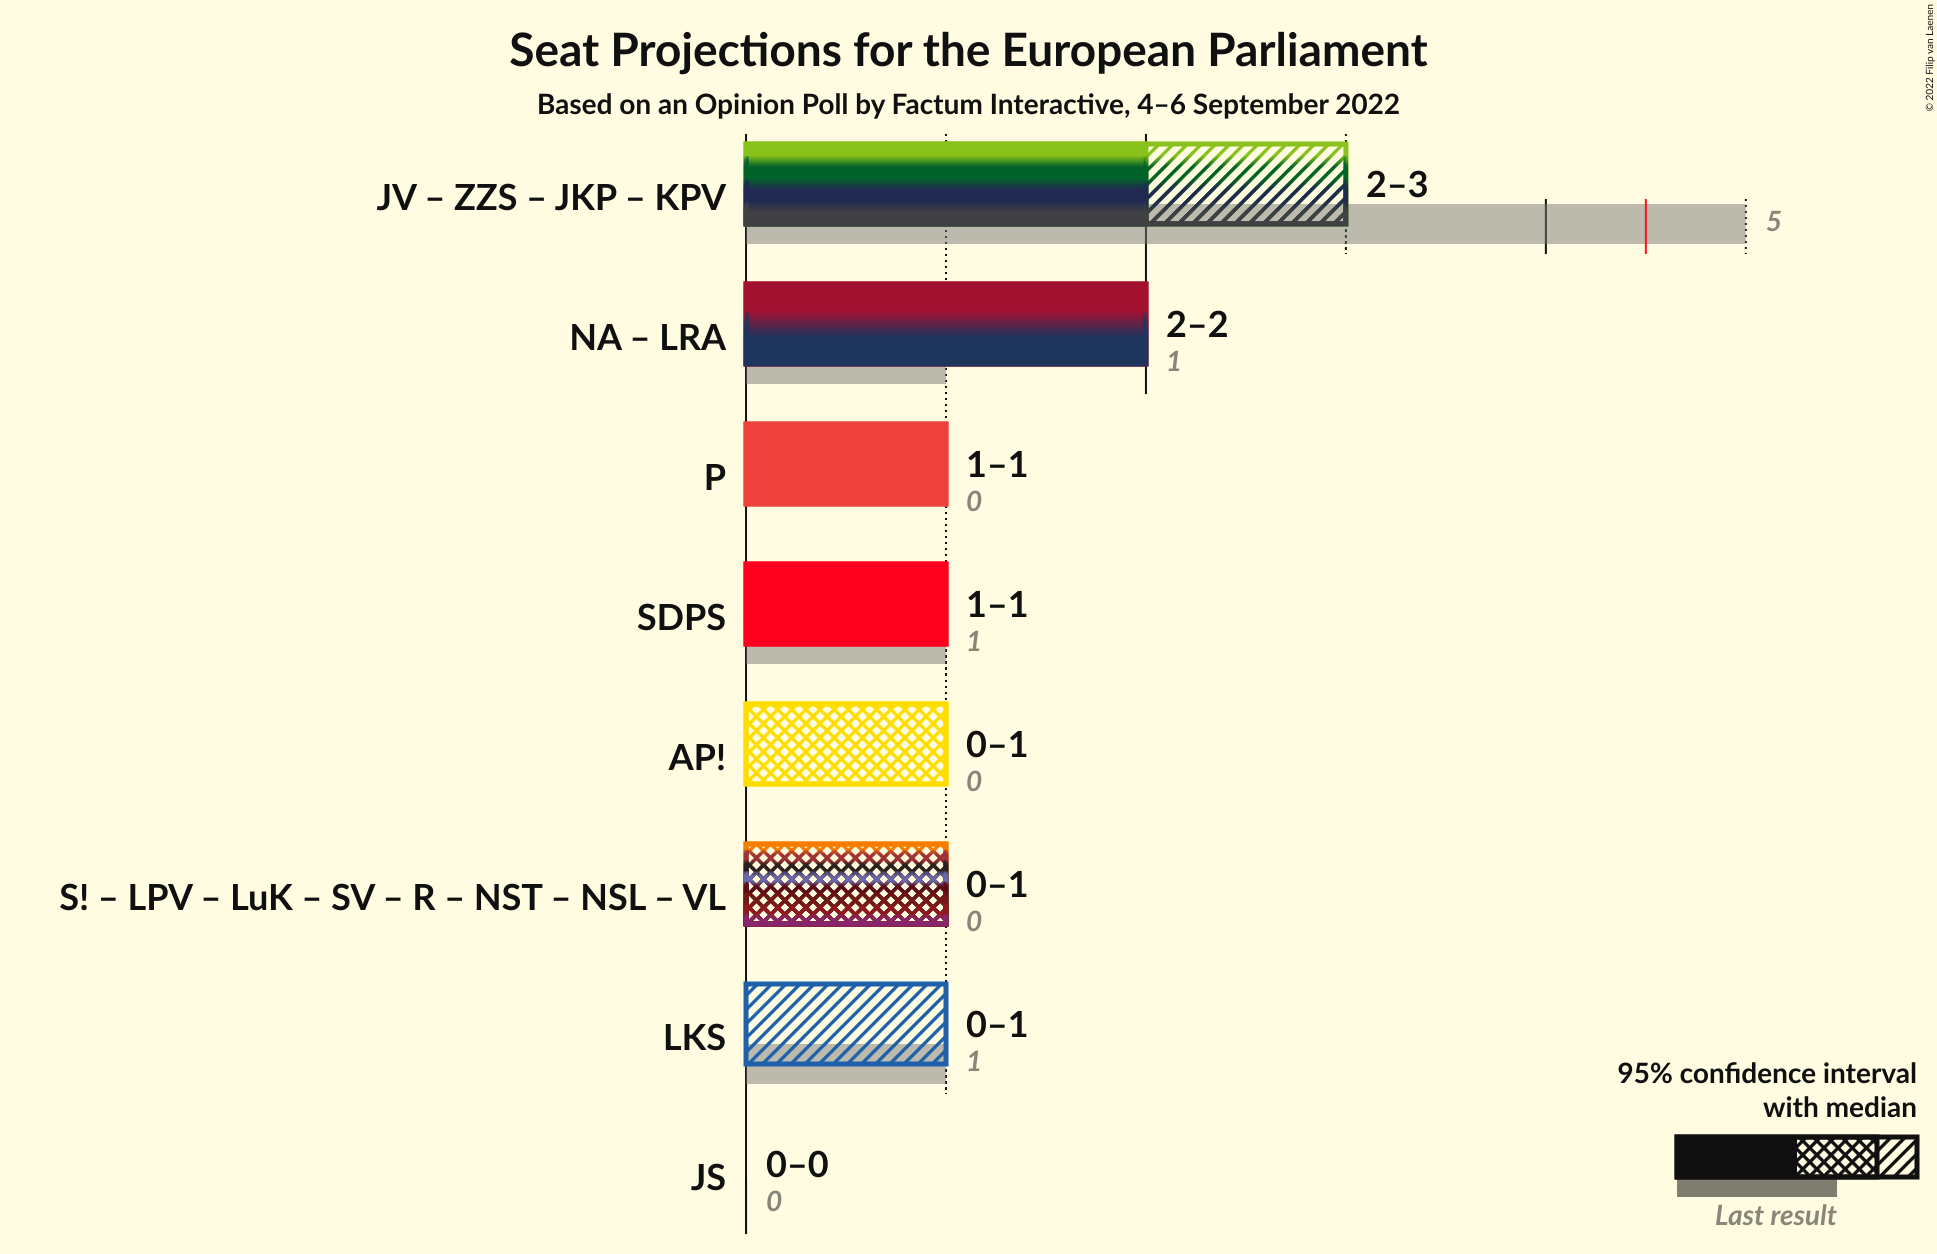 Seat Projections for the European Parliament
Based on an Opinion Poll by Factum Interactive, 4–6 September 2022
© 2022 Filip van Laenen
JV – ZZS – JKP – KPV
2–3
5
NA – LRA
2–2
1
P
1–1
0
SDPS
1–1
1
AP!
0–1
0
S! – LPV – LuK – SV – R – NST – NSL – VL
0–1
0
LKS
0–1
1
JS
0–0
0
95% confidence interval
with median
Last result